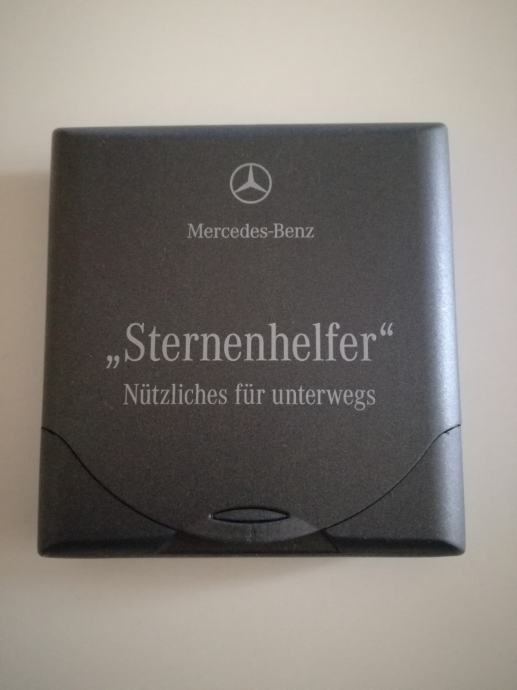 Mercedes-Benz
„Sternenhelfer“
Nützliches für unterwegs